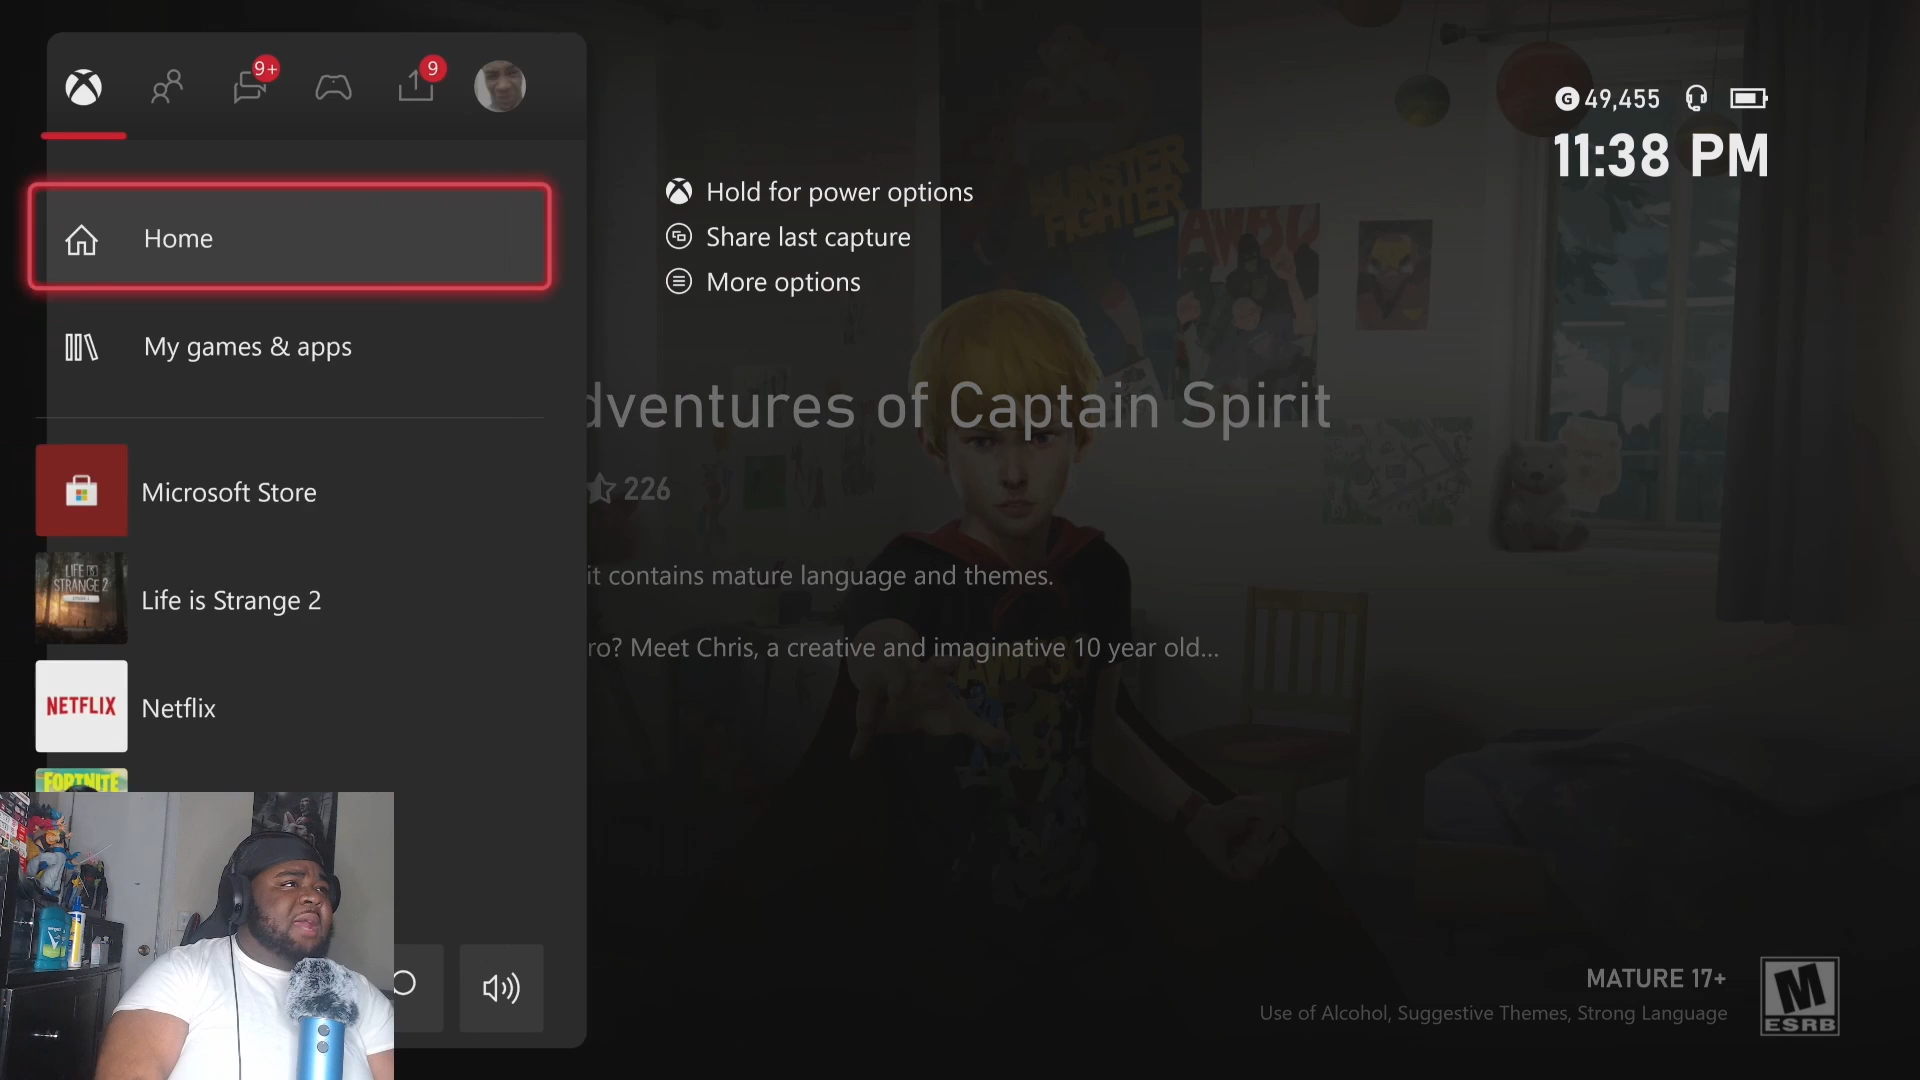 9+
9
G 49,455
11:38 PM
Hold for power options
Share last capture
More options
Home
My games & apps
dventures of Captain Spirit
226
it contains mature language and themes.
ro? Meet Chris, a creative and imaginative 10 year old...
Microsoft Store
LIFE IS
STRANGE 2
Life is Strange 2
NETFLIX
Netflix
FORTNITE
MUNSTER
FIGHTER
AWBD
MATURE 17+
Use of Alcohol, Suggestive Themes, Strong Language
M
ESRB